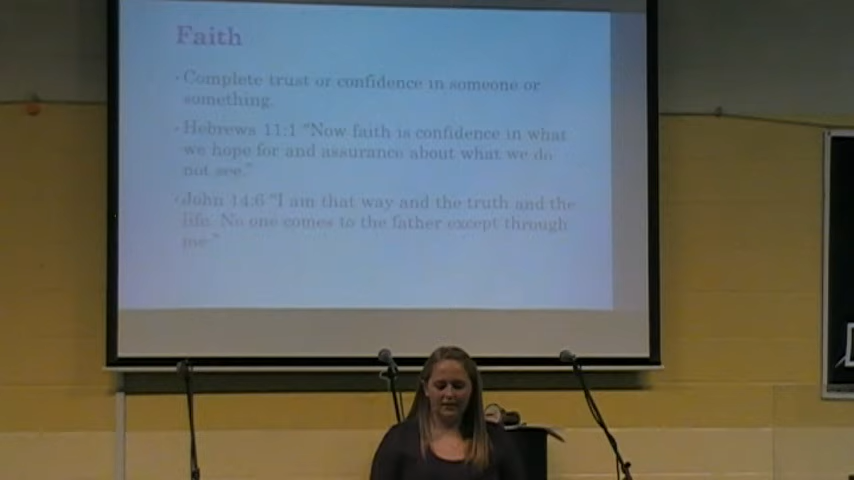 Faith
· Complete trust or confidence in someone or
something.
· Hebrews 11:1 "Now faith is confidence in what
we hope for and assurance about what we do
not see."
· John 14:6 "I am that way and the truth and the
life. No one comes to the father except through
me"